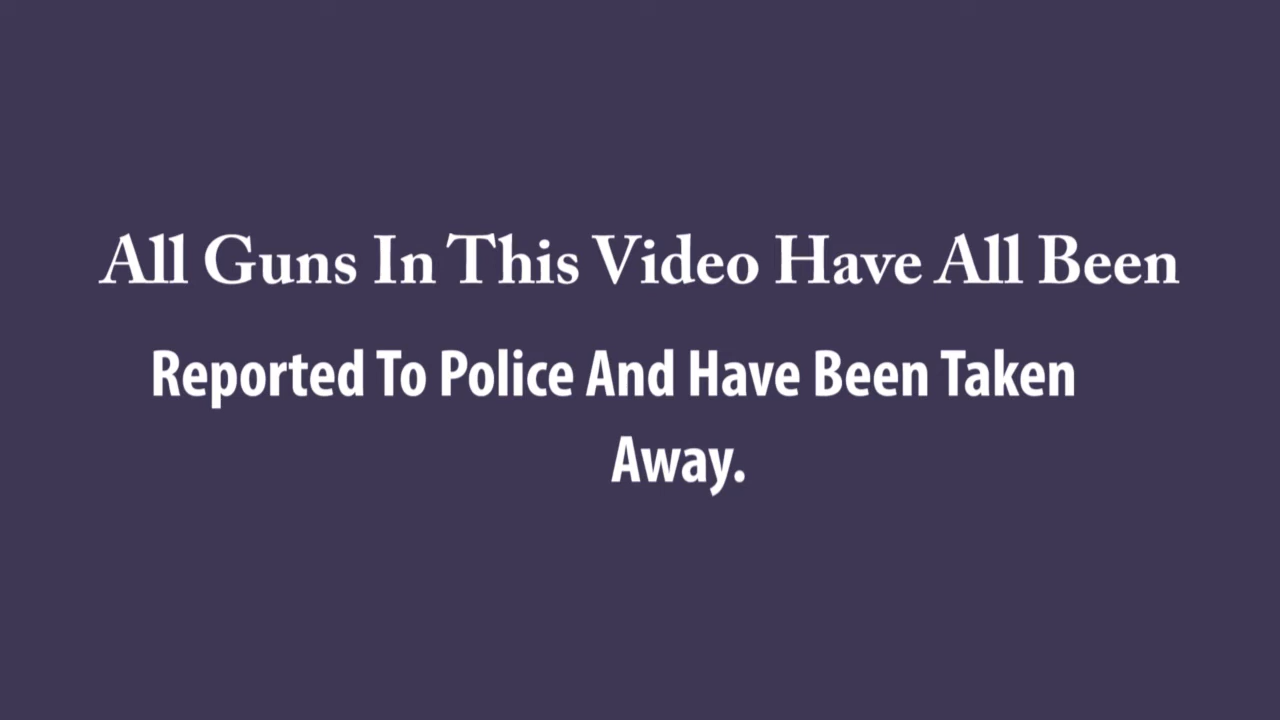 All Guns In This Video Have All Been
Reported To Police And Have Been Taken
Away.